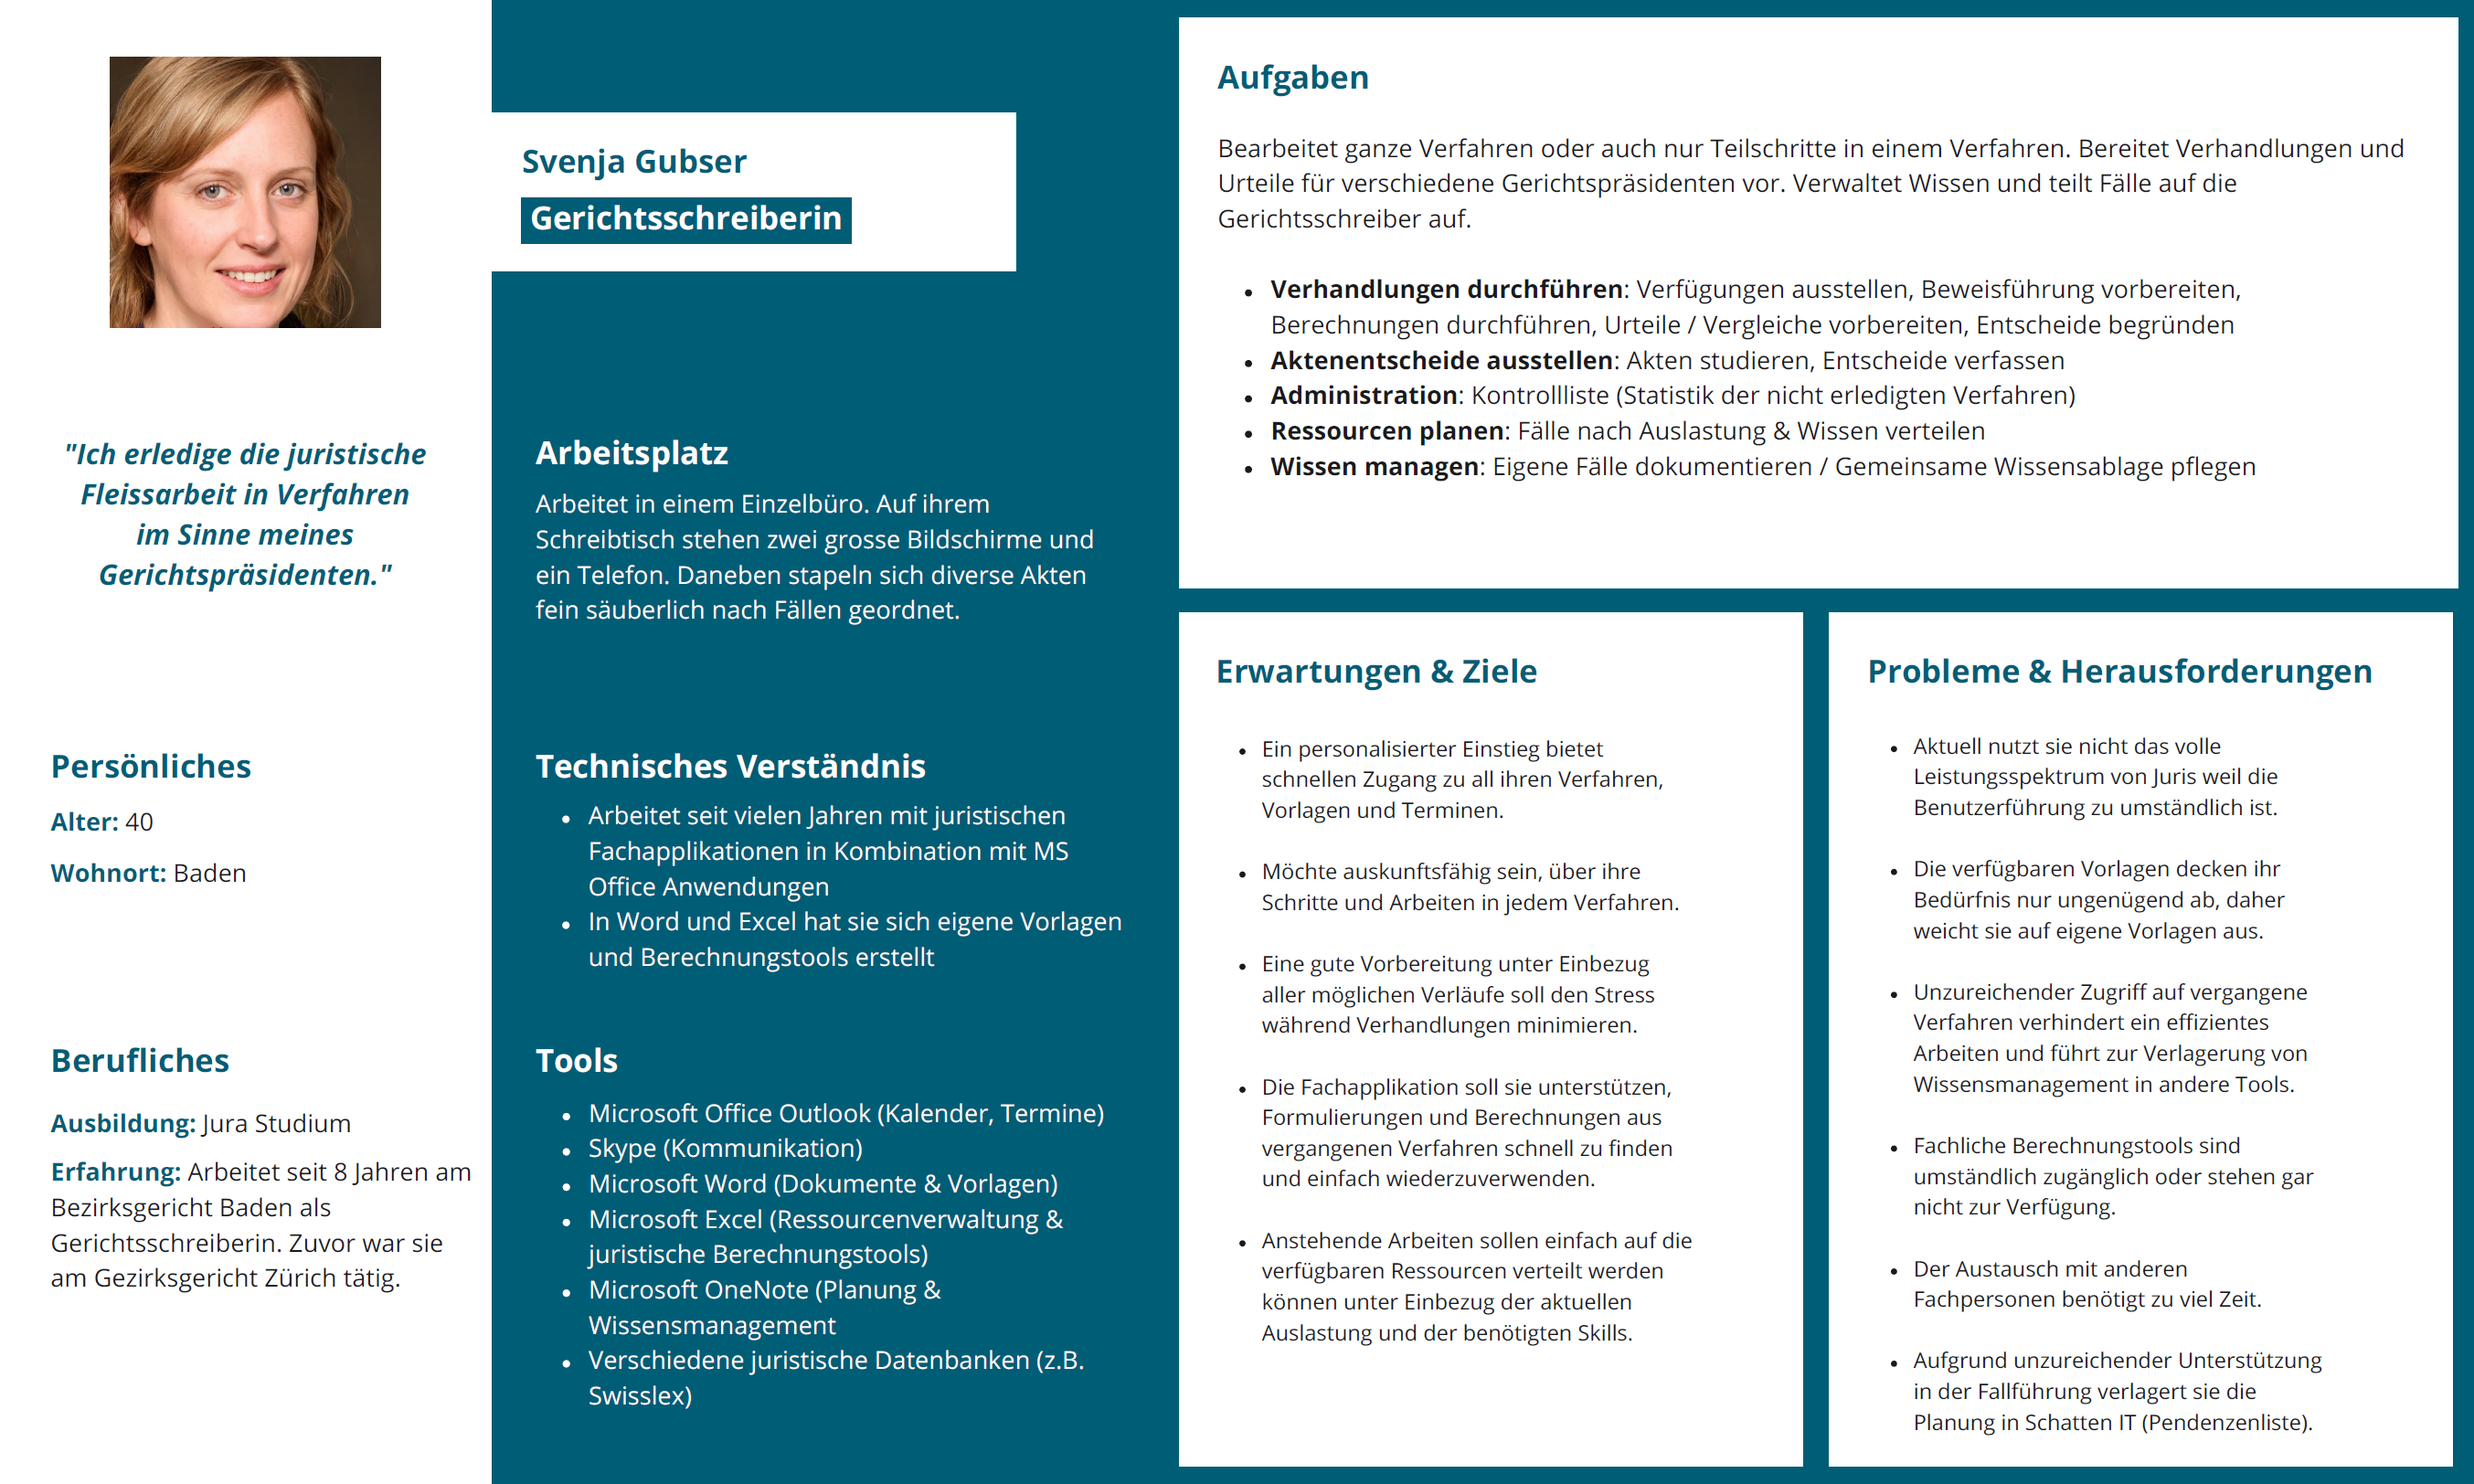 Svenja Gubser
Gerichtsschreiberin
"Ich erledige die juristische
Fleissarbeit in Verfahren
im Sinne meines
Gerichtspräsidenten."
Persönliches
Alter: 40
Wohnort: Baden
Berufliches
Ausbildung: Jura Studium
Erfahrung: Arbeitet seit 8 Jahren am
Bezirksgericht Baden als
Gerichtsschreiberin. Zuvor war sie
am Gezirksgericht Zürich tätig.
Arbeitsplatz
Arbeitet in einem Einzelbüro. Auf ihrem
Schreibtisch stehen zwei grosse Bildschirme und
ein Telefon. Daneben stapeln sich diverse Akten
fein säuberlich nach Fällen geordnet.
Technisches Verständnis
• Arbeitet seit vielen Jahren mit juristischen
Fachapplikationen in Kombination mit MS
Office Anwendungen
• In Word und Excel hat sie sich eigene Vorlagen
und Berechnungstools erstellt
Tools
• Microsoft Office Outlook (Kalender, Termine)
• Skype (Kommunikation)
• Microsoft Word (Dokumente & Vorlagen)
• Microsoft Excel (Ressourcenverwaltung &
juristische Berechnungstools)
• Microsoft OneNote (Planung &
Wissensmanagement
• Verschiedene juristische Datenbanken (z.B.
Swisslex)
Aufgaben
Bearbeitet ganze Verfahren oder auch nur Teilschritte in einem Verfahren. Bereitet Verhandlungen und
Urteile für verschiedene Gerichtspräsidenten vor. Verwaltet Wissen und teilt Fälle auf die
Gerichtsschreiber auf.
• Verhandlungen durchführen: Verfügungen ausstellen, Beweisführung vorbereiten,
Berechnungen durchführen, Urteile / Vergleiche vorbereiten, Entscheide begründen
• Aktenentscheide ausstellen: Akten studieren, Entscheide verfassen
• Administration: Kontrollliste (Statistik der nicht erledigten Verfahren)
• Ressourcen planen: Fälle nach Auslastung & Wissen verteilen
• Wissen managen: Eigene Fälle dokumentieren / Gemeinsame Wissensablage pflegen
Erwartungen & Ziele
• Ein personalisierter Einstieg bietet
schnellen Zugang zu all ihren Verfahren,
Vorlagen und Terminen.
• Möchte auskunftsfähig sein, über ihre
Schritte und Arbeiten in jedem Verfahren.
• Eine gute Vorbereitung unter Einbezug
aller möglichen Verläufe soll den Stress
während Verhandlungen minimieren.
• Die Fachapplikation soll sie unterstützen,
Formulierungen und Berechnungen aus
vergangenen Verfahren schnell zu finden
und einfach wiederzuverwenden.
• Anstehende Arbeiten sollen einfach auf die
verfügbaren Ressourcen verteilt werden
können unter Einbezug der aktuellen
Auslastung und der benötigten Skills.
Probleme & Herausforderungen
• Aktuell nutzt sie nicht das volle
Leistungsspektrum von Juris weil die
Benutzerführung zu umständlich ist.
• Die verfügbaren Vorlagen decken ihr
Bedürfnis nur ungenügend ab, daher
weicht sie auf eigene Vorlagen aus.
• Unzureichender Zugriff auf vergangene
Verfahren verhindert ein effizientes
Arbeiten und führt zur Verlagerung von
Wissensmanagement in andere Tools.
• Fachliche Berechnungstools sind
umständlich zugänglich oder stehen gar
nicht zur Verfügung.
• Der Austausch mit anderen
Fachpersonen benötigt zu viel Zeit.
• Aufgrund unzureichender Unterstützung
in der Fallführung verlagert sie die
Planung in Schatten IT (Pendenzenliste).